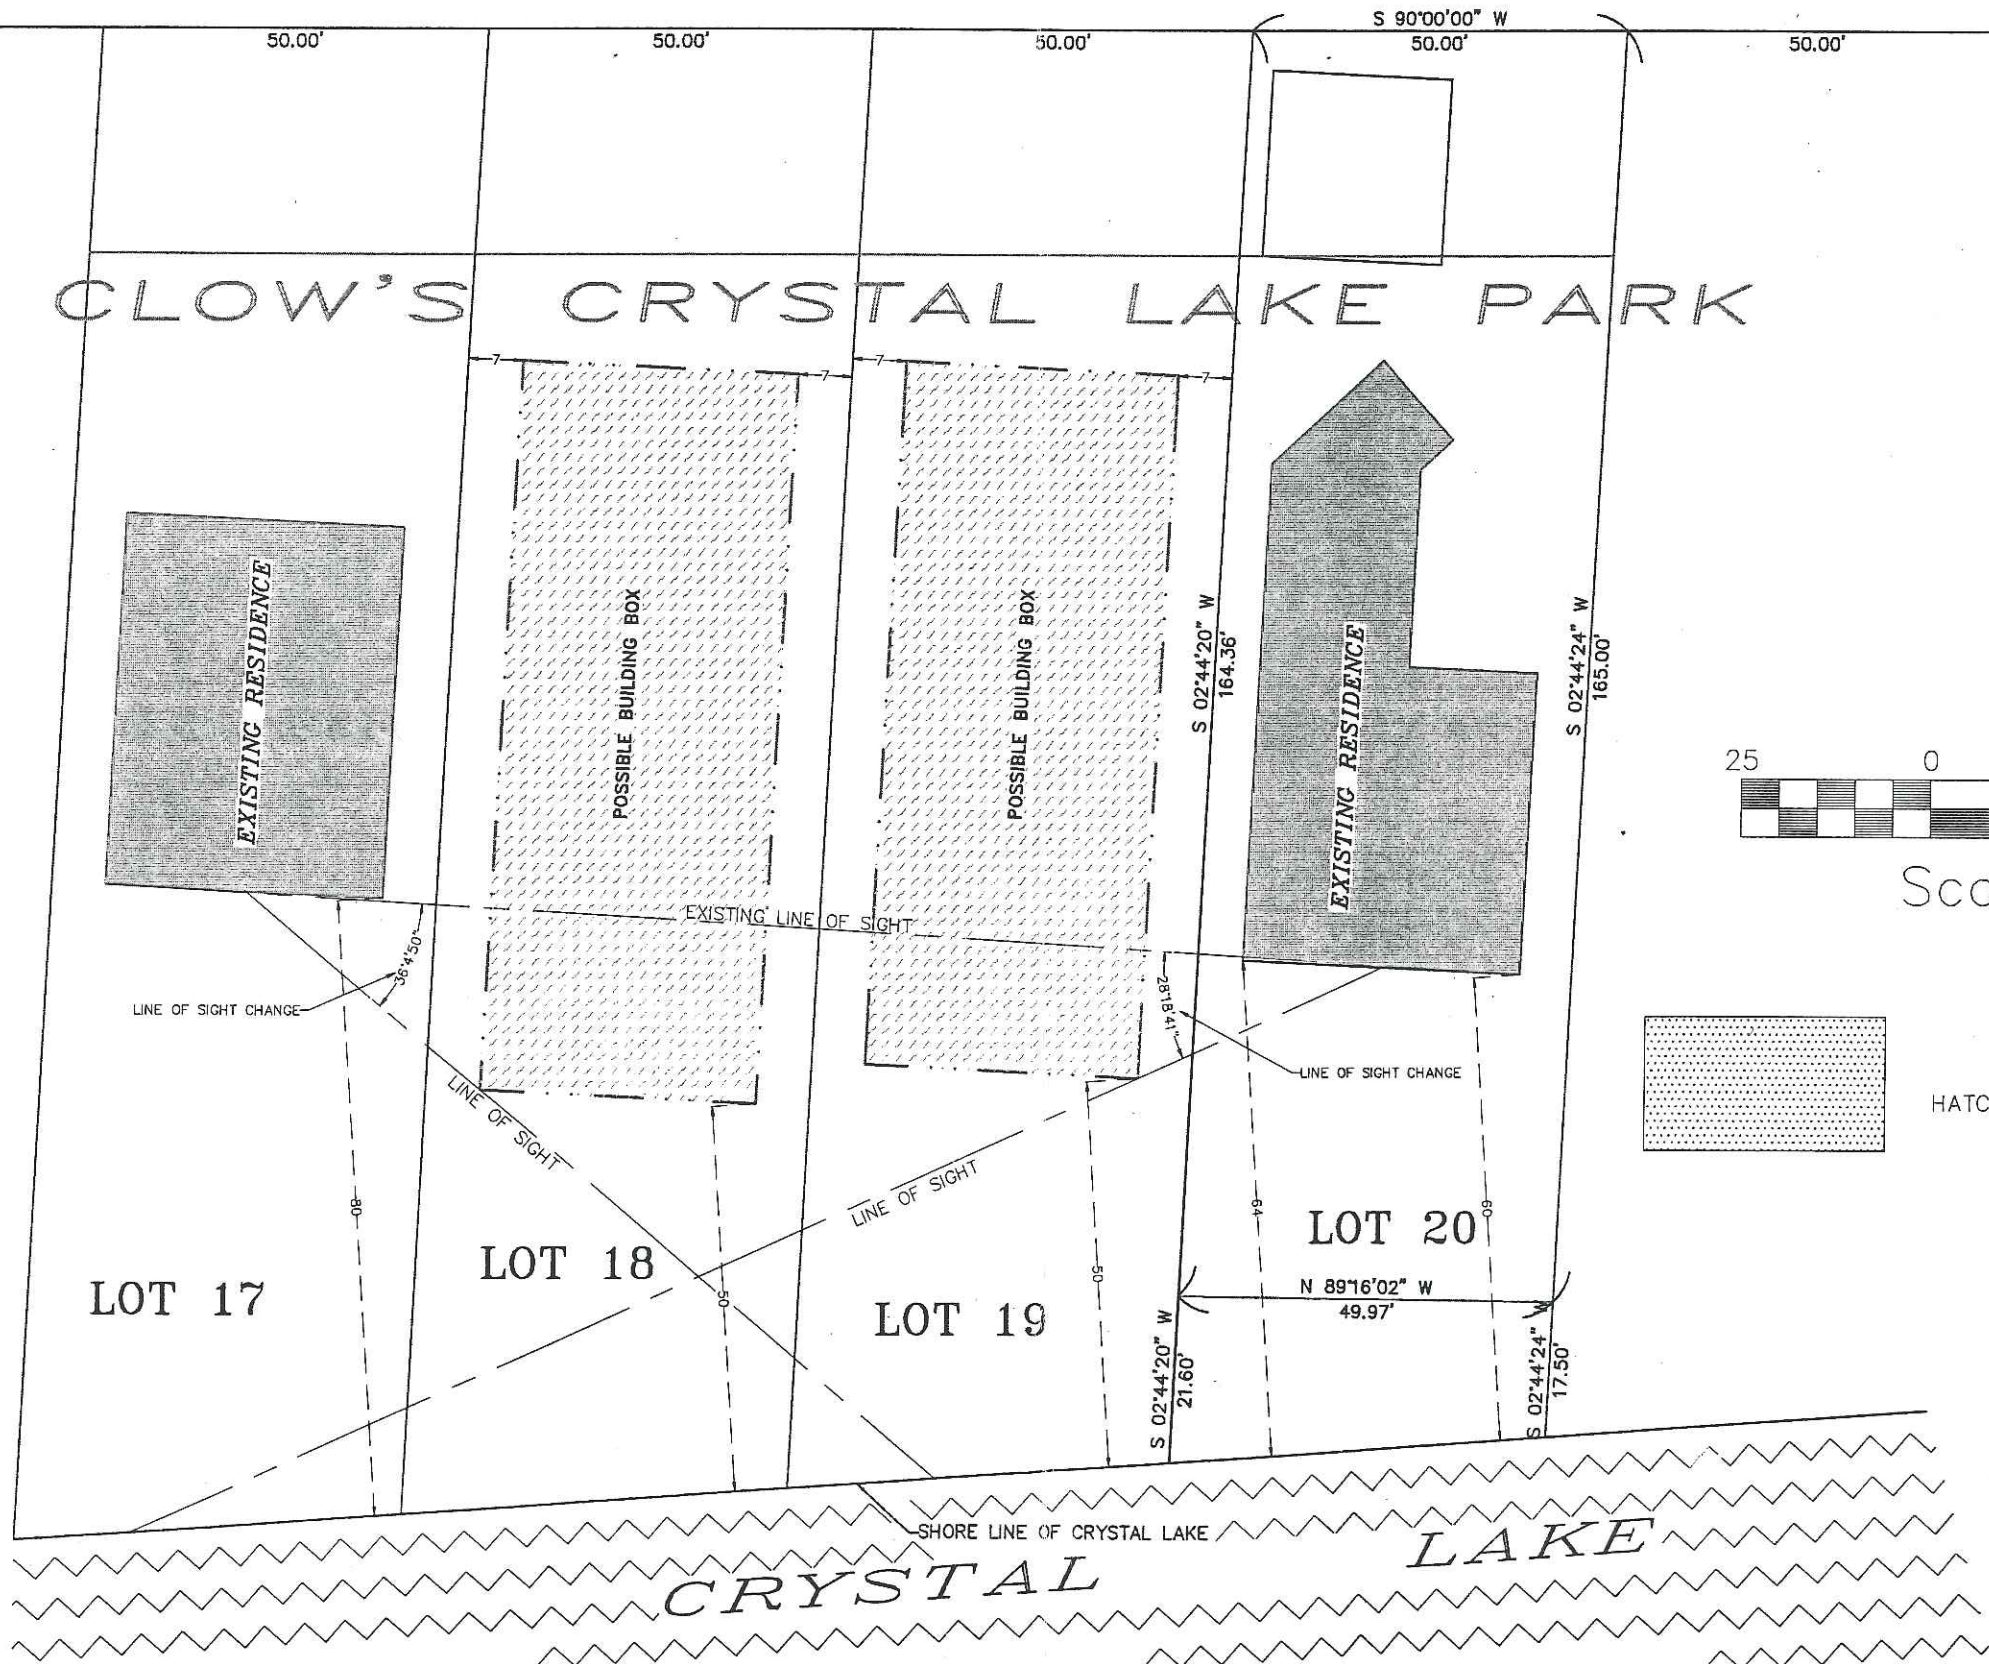 S 90°00'00" W
50.00'
50.00'
50.00'
50.00'
50.00'
CLOW'S CRYSTAL LAKE PARK
7
7
7
7
EXISTING RESIDENCE
POSSIBLE BUILDING BOX
POSSIBLE BUILDING BOX
S 02°44'20" W
164.36'
EXISTING RESIDENCE
S 02°44'24" W
165.00'
25
0
Sca
EXISTING LINE OF SIGHT
36°4'50"
LINE OF SIGHT CHANGE
28°18'41"
LINE OF SIGHT CHANGE
HATC
LINE OF SIGHT
LINE OF SIGHT
80
50
50
64
60
LOT 17
LOT 18
LOT 19
LOT 20
N 89°16'02" W
49.97'
S 02°44'20" W
21.60'
S 02°44'24" W
17.50'
SHORE LINE OF CRYSTAL LAKE
CRYSTAL LAKE